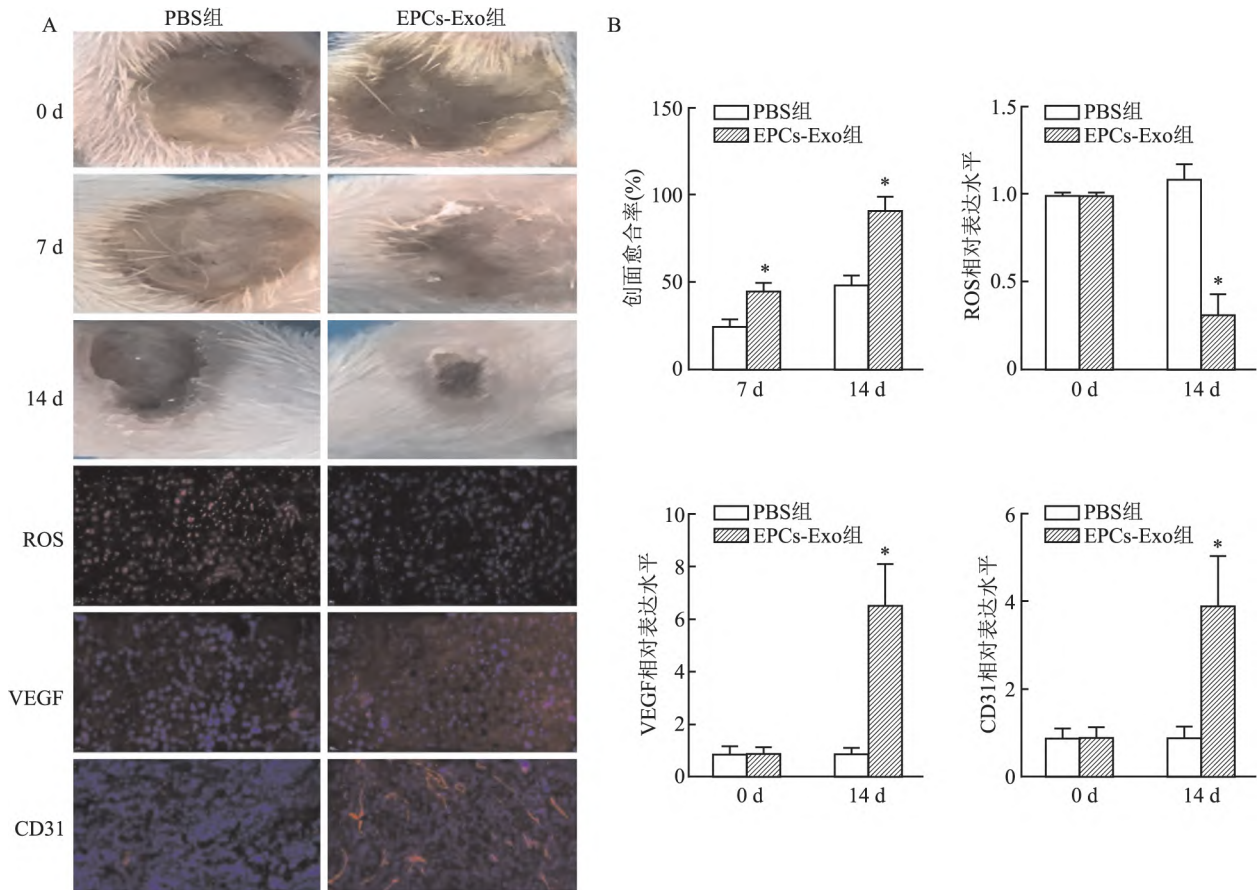 A
PBS组
EPCs-Exo组
0 d
7 d
14 d
ROS
VEGF
CD31
B
150
100
50
0
创面愈合率(%)
PBS组
EPCs-Exo组
*
*
7 d
14 d
1.5
1.0
0.5
0
ROS相对表达水平
PBS组
EPCs-Exo组
*
0 d
14 d
10
8
6
4
2
0
VEGF相对表达水平
PBS组
EPCs-Exo组
*
0 d
14 d
6
4
2
0
CD31相对表达水平
PBS组
EPCs-Exo组
*
0 d
14 d